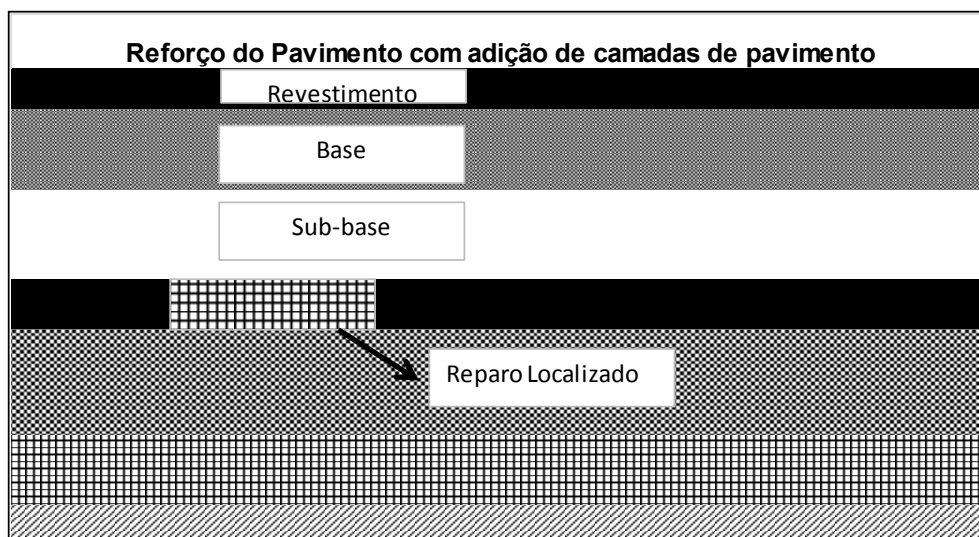 Reforço do Pavimento com adição de camadas de pavimento
Revestimento
Base
Sub-base
Reparo Localizado